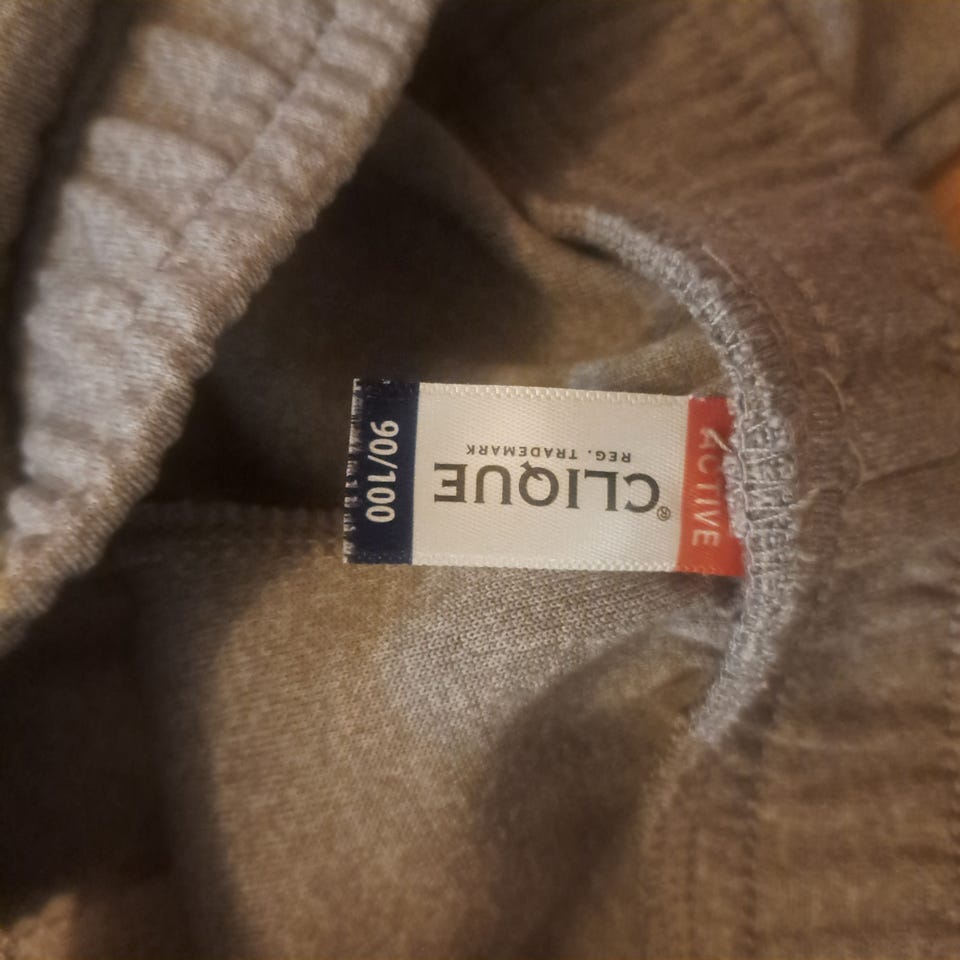 ACTIVE
CLIQUE®
REG. TRADEMARK
90/100